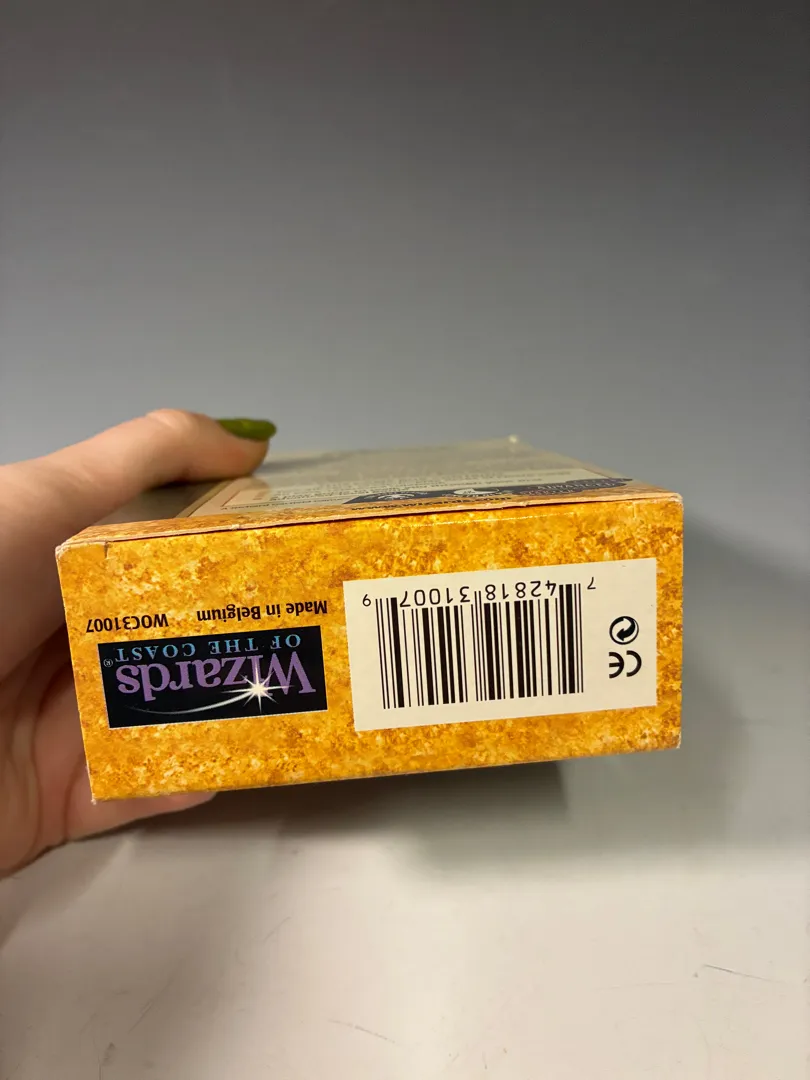 CE
7 42818 31007 9
Wizards
OF THE COAST®
Made in Belgium WOC31007